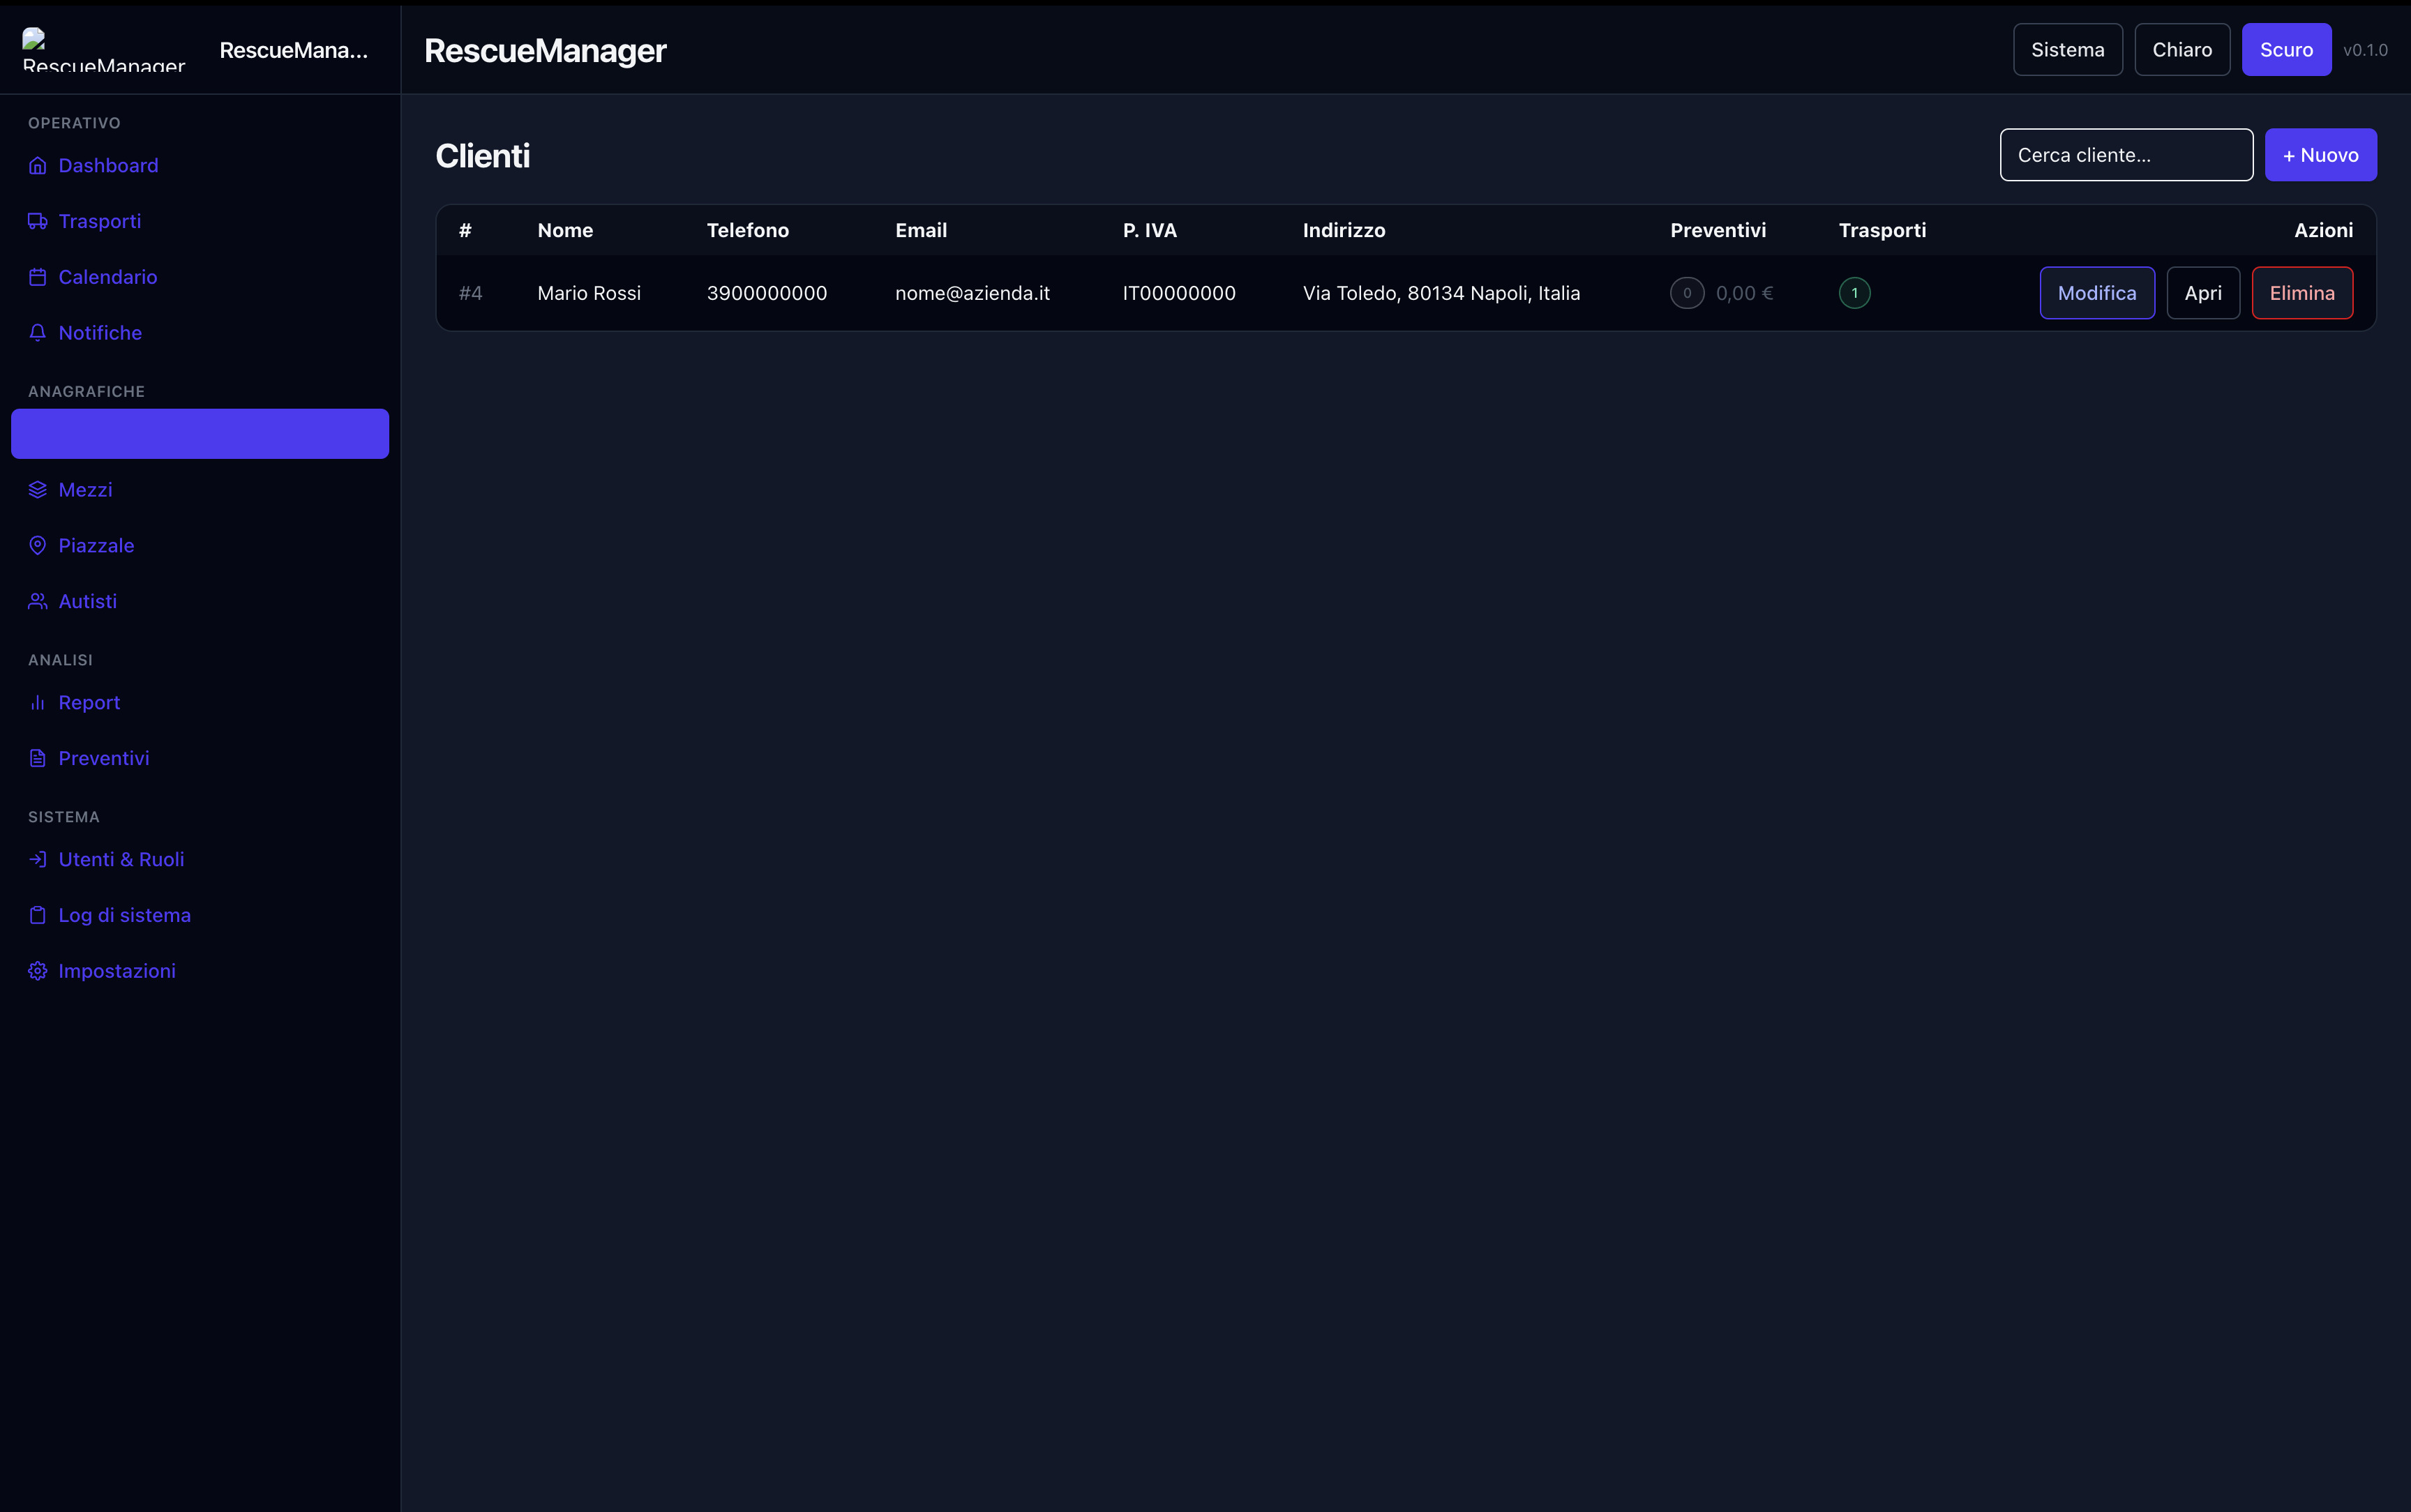 RescueManager
RescueMana...
RescueManager
Sistema
Chiaro
Scuro
v0.1.0
OPERATIVO
Dashboard
Trasporti
Calendario
Notifiche
ANAGRAFICHE
Mezzi
Piazzale
Autisti
ANALISI
Report
Preventivi
SISTEMA
Utenti & Ruoli
Log di sistema
Impostazioni
Clienti
Cerca cliente...
+ Nuovo
# Nome Telefono Email P. IVA Indirizzo Preventivi Trasporti Azioni
#4 Mario Rossi 3900000000 nome@azienda.it IT00000000 Via Toledo, 80134 Napoli, Italia 0 0,00 € 1 Modifica Apri Elimina